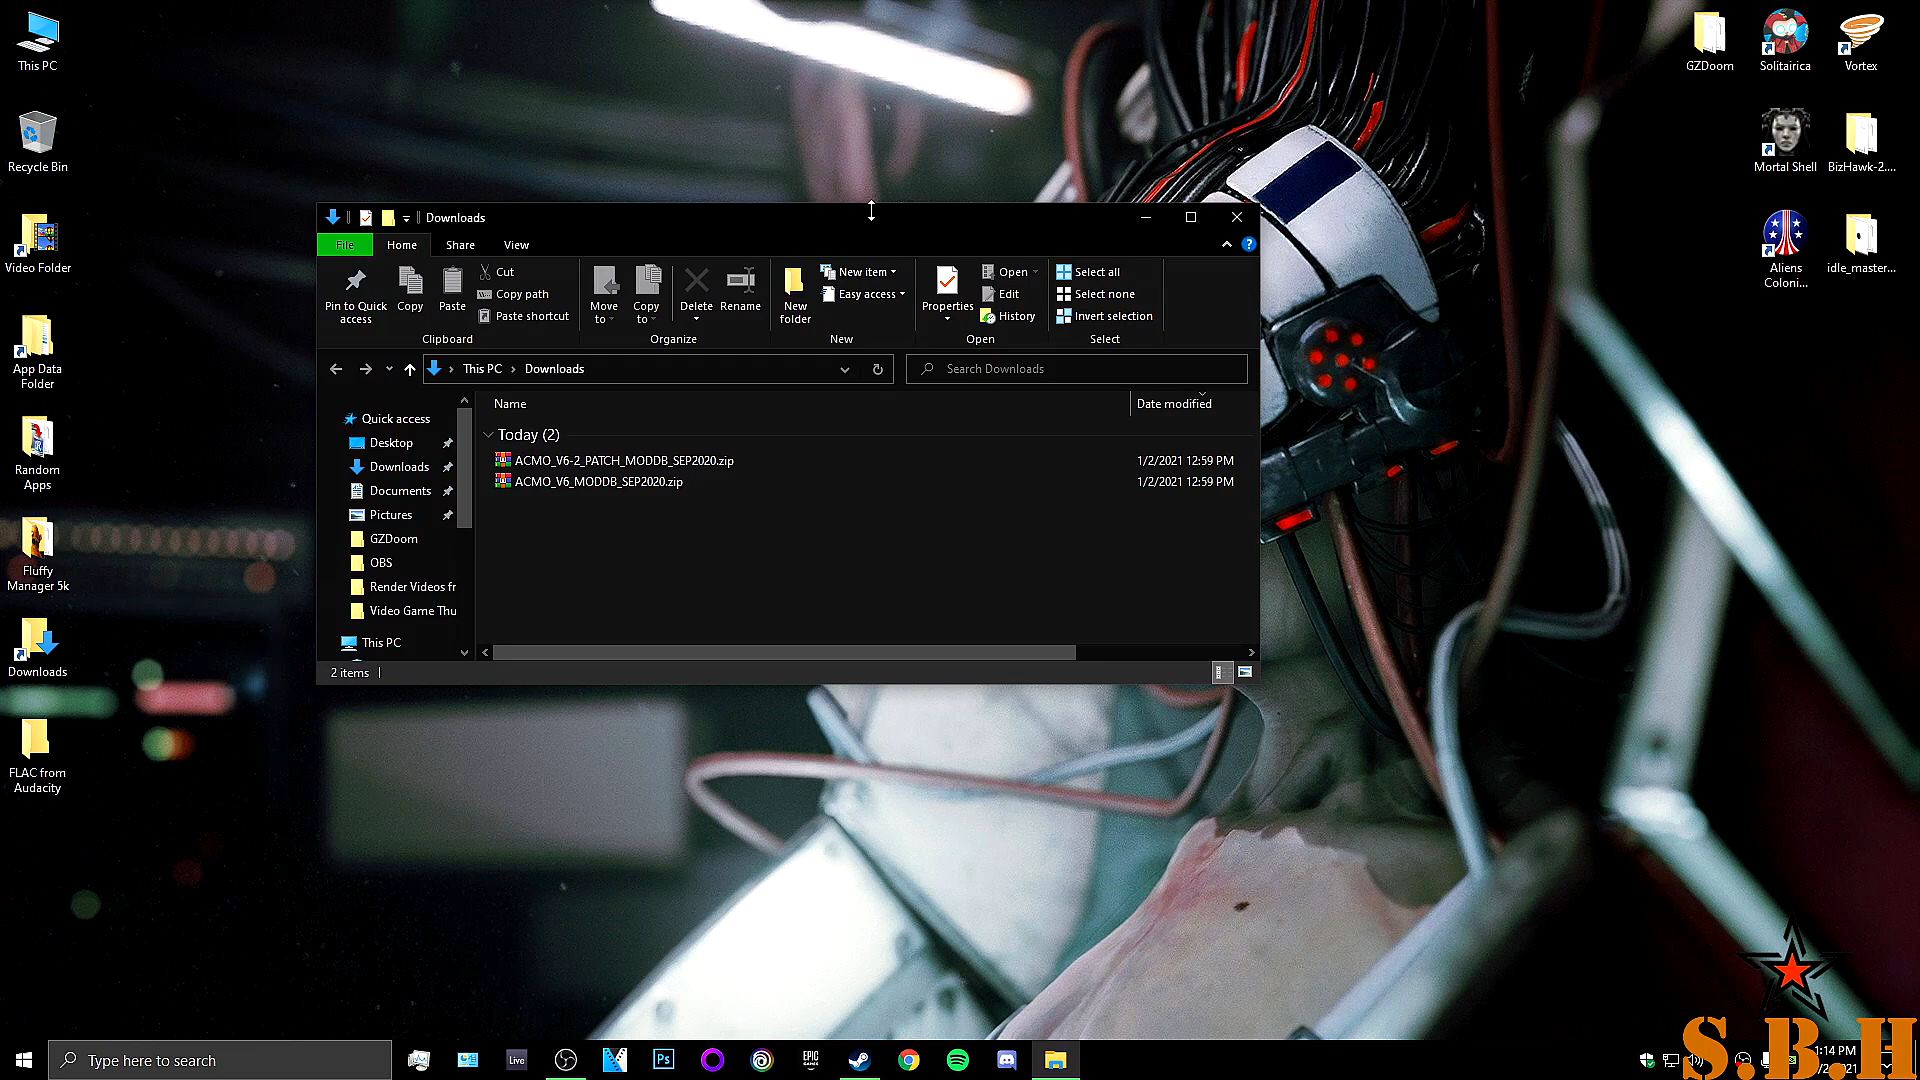 This PC
Recycle Bin
Video Folder
App Data
Folder
Random
Apps
Fluffy
Manager 5k
Downloads
FLAC from
Audacity
GZDoom
Solitairica
Vortex
Mortal Shell
BizHawk-2....
Aliens
Coloni...
idle_master...
Downloads
File Home Share View
Pin to Quick
access
Copy
Paste
Cut
Copy path
Paste shortcut
Clipboard
Move
to
Copy
to
Delete
Rename
Organize
New
folder
New item
Easy access
New
Properties
Open
Edit
History
Open
Select all
Select none
Invert selection
Select
This PC > Downloads
Search Downloads
Quick access
Desktop
Downloads
Documents
Pictures
GZDoom
OBS
Render Videos fr
Video Game Thu
This PC
Name Date modified
Today (2)
ACMO_V6-2_PATCH_MODDB_SEP2020.zip 1/2/2021 12:59 PM
ACMO_V6_MODDB_SEP2020.zip 1/2/2021 12:59 PM
2 items
Type here to search
Live
Ps
EPIC
GAMES
1:14 PM
S.B.H